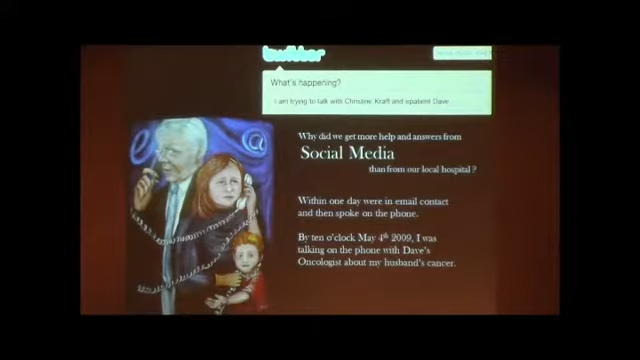 twitter
What's happening?
I am trying to talk with Christine Kraft and epatient Dave
Why did we get more help and answers from
Social Media
than from our local hospital ?
Within one day were in email contact
and then spoke on the phone.
By ten o'clock May 4th 2009, I was
talking on the phone with Dave's
Oncologist about my husband's cancer.
e
@